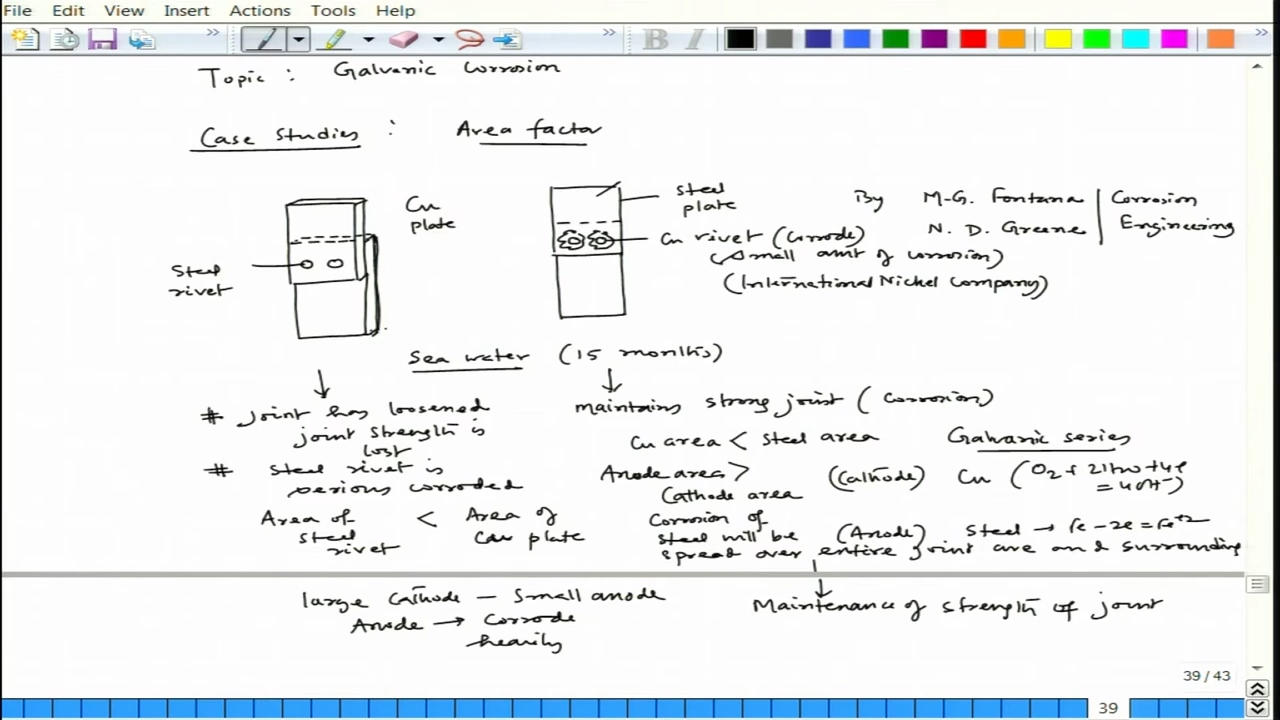 File Edit View Insert Actions Tools Help
Topic : Galvanic Corrosion
Case Studies : Area factor
Cu plate
Steel rivet
Steel plate
Cu rivet (Corrode)
(Small amt of corrosion)
(International Nickel Company)
By M.G. Fontana
N. D. Greene
Corrosion
Engineering
Sea water (15 months)
# Joint has loosened
joint strength is
lost
# Steel rivet is
serious corroded
Area of steel rivet < Area of Cu plate
large Cathode - Small anode
Anode → Corrode
heavily
maintains strong joint (Corrosion)
Cu area < Steel area
Anode area >
Cathode area
Corrosion of
steel will be
spread over entire joint are and surrounding
Galvanic series
(Cathode) Cu (O2 + 2H2O + 4e
= 4OH-)
(Anode) Steel → Fe - 2e = Fe+2
Maintenance of strength of joint
39 / 43
39